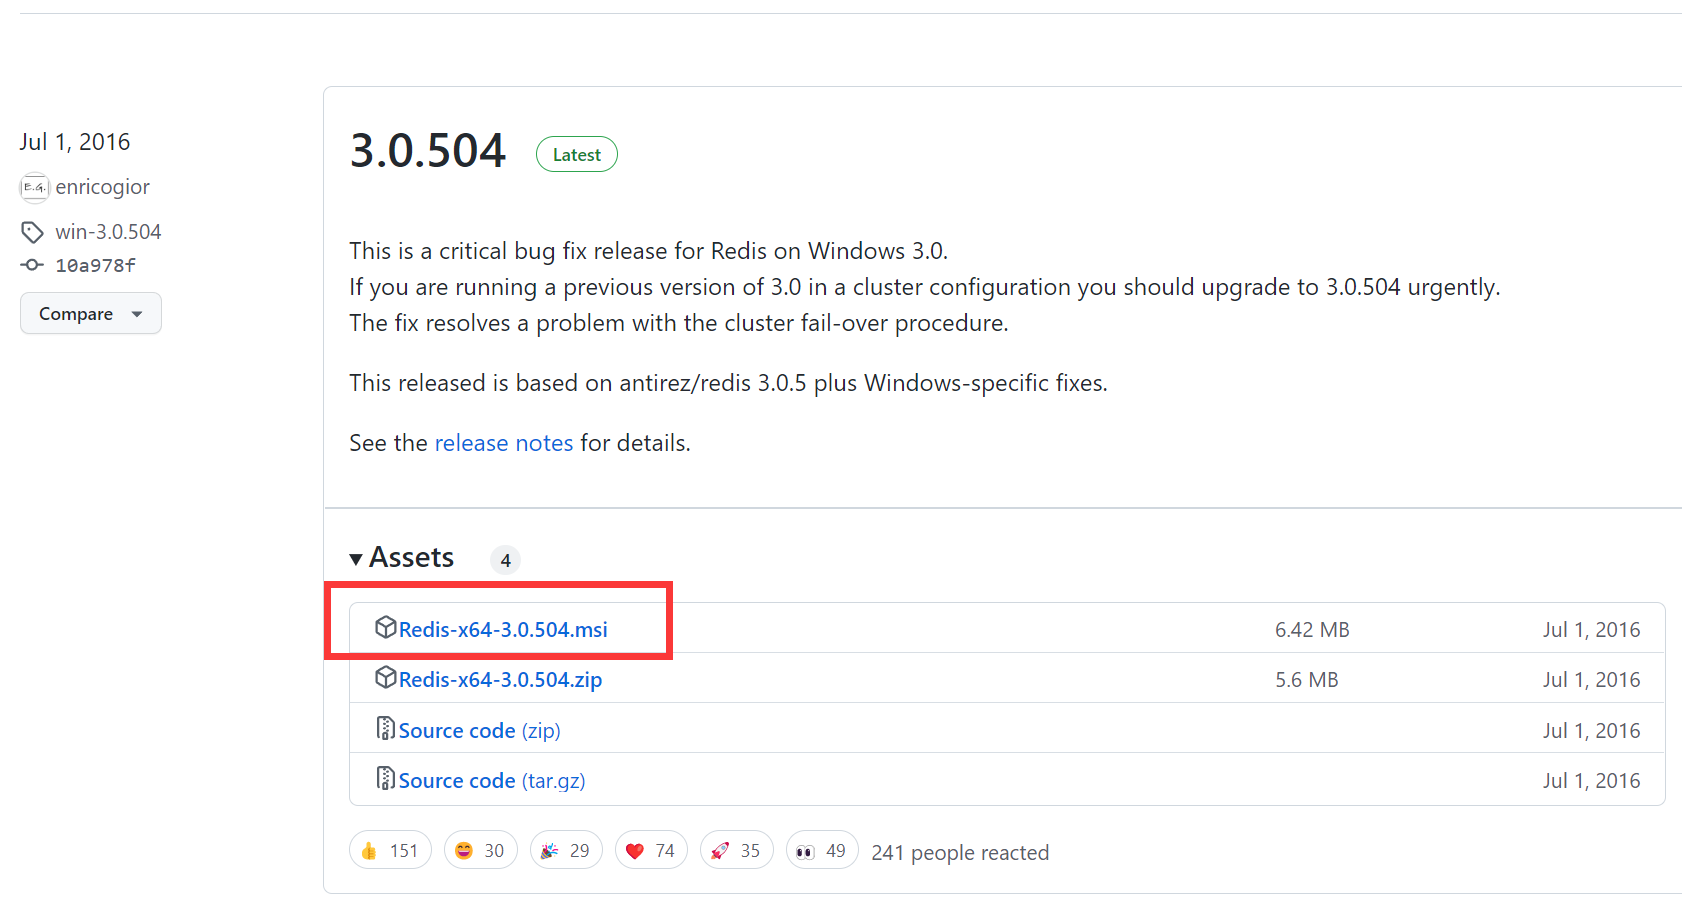 Jul 1, 2016
E.G. enricogior
win-3.0.504
10a978f
Compare
3.0.504 Latest
This is a critical bug fix release for Redis on Windows 3.0.
If you are running a previous version of 3.0 in a cluster configuration you should upgrade to 3.0.504 urgently.
The fix resolves a problem with the cluster fail-over procedure.
This released is based on antirez/redis 3.0.5 plus Windows-specific fixes.
See the release notes for details.
Assets 4
Redis-x64-3.0.504.msi 6.42 MB Jul 1, 2016
Redis-x64-3.0.504.zip 5.6 MB Jul 1, 2016
Source code (zip) Jul 1, 2016
Source code (tar.gz) Jul 1, 2016
👍 151 😄 30 🎉 29 ❤️ 74 🚀 35 👀 49 241 people reacted